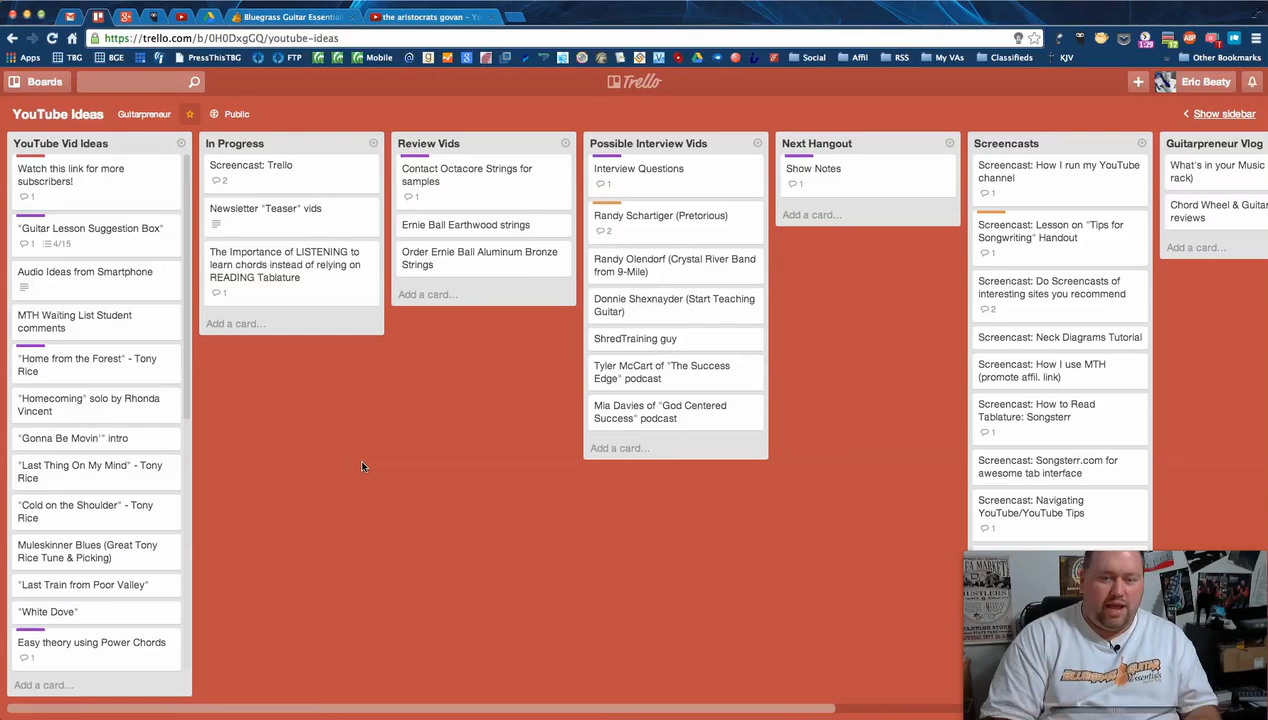 Bluegrass Guitar Essential
the aristocrats govan - Yo
https://trello.com/b/0H0DxgGQ/youtube-ideas
Apps
TBG
BGE
PressThisTBG
FTP
Mobile
Social
Affil
RSS
My VAs
Classifieds
KJV
Other Bookmarks
1:29
12
Boards
Trello
Eric Beaty
YouTube Ideas
Guitarpreneur
Public
Show sidebar
YouTube Vid Ideas
Watch this link for more
subscribers!
1
"Guitar Lesson Suggestion Box"
1 4/15
Audio Ideas from Smartphone
MTH Waiting List Student
comments
"Home from the Forest" - Tony
Rice
"Homecoming" solo by Rhonda
Vincent
"Gonna Be Movin'" intro
"Last Thing On My Mind" - Tony
Rice
"Cold on the Shoulder" - Tony
Rice
Muleskinner Blues (Great Tony
Rice Tune & Picking)
"Last Train from Poor Valley"
"White Dove"
Easy theory using Power Chords
1
Add a card…
In Progress
Screencast: Trello
2
Newsletter "Teaser" vids
The Importance of LISTENING to
learn chords instead of relying on
READING Tablature
1
Add a card…
Review Vids
Contact Octacore Strings for
samples
1
Ernie Ball Earthwood strings
Order Ernie Ball Aluminum Bronze
Strings
Add a card…
Possible Interview Vids
Interview Questions
1
Randy Schartiger (Pretorious)
2
Randy Olendorf (Crystal River Band
from 9-Mile)
Donnie Shexnayder (Start Teaching
Guitar)
ShredTraining guy
Tyler McCart of "The Success
Edge" podcast
Mia Davies of "God Centered
Success" podcast
Add a card…
Next Hangout
Show Notes
1
Add a card…
Screencasts
Screencast: How I run my YouTube
channel
1
Screencast: Lesson on "Tips for
Songwriting" Handout
1
Screencast: Do Screencasts of
interesting sites you recommend
2
Screencast: Neck Diagrams Tutorial
Screencast: How I use MTH
(promote affil. link)
Screencast: How to Read
Tablature: Songsterr
1
Screencast: Songsterr.com for
awesome tab interface
Screencast: Navigating
YouTube/YouTube Tips
1
Guitarpreneur Vlog
What's in your Music
rack)
Chord Wheel & Guita
reviews
Add a card…
BLUEGRASS GUITAR
Essentials